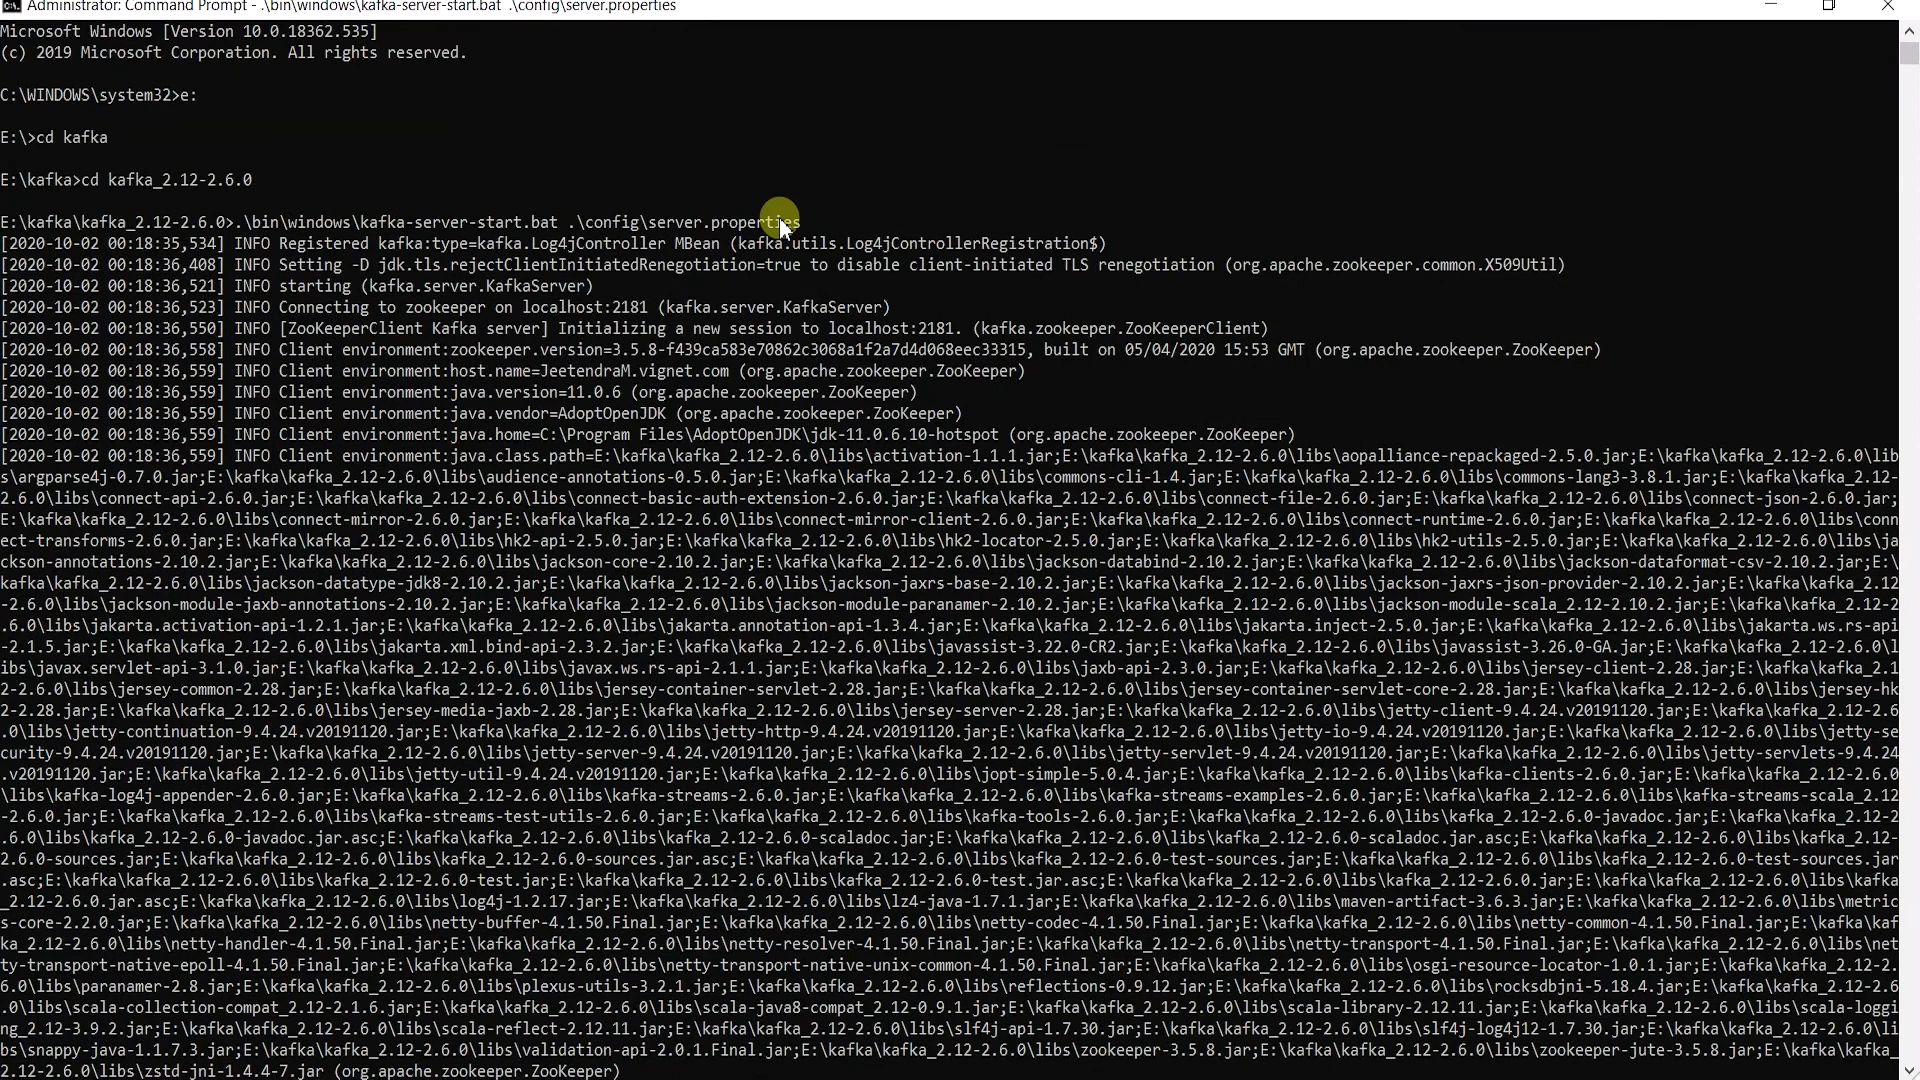 Administrator: Command Prompt - .\bin\windows\kafka-server-start.bat .\config\server.properties
Microsoft Windows [Version 10.0.18362.535]
(c) 2019 Microsoft Corporation. All rights reserved.
C:\WINDOWS\system32>e:
E:\>cd kafka
E:\kafka>cd kafka_2.12-2.6.0
E:\kafka\kafka_2.12-2.6.0>.\bin\windows\kafka-server-start.bat .\config\server.properties
[2020-10-02 00:18:35,534] INFO Registered kafka:type=kafka.Log4jController MBean (kafka.utils.Log4jControllerRegistration$)
[2020-10-02 00:18:36,408] INFO Setting -D jdk.tls.rejectClientInitiatedRenegotiation=true to disable client-initiated TLS renegotiation (org.apache.zookeeper.common.X509Util)
[2020-10-02 00:18:36,521] INFO starting (kafka.server.KafkaServer)
[2020-10-02 00:18:36,523] INFO Connecting to zookeeper on localhost:2181 (kafka.server.KafkaServer)
[2020-10-02 00:18:36,550] INFO [ZooKeeperClient Kafka server] Initializing a new session to localhost:2181. (kafka.zookeeper.ZooKeeperClient)
[2020-10-02 00:18:36,558] INFO Client environment:zookeeper.version=3.5.8-f439ca583e70862c3068a1f2a7d4d068eec33315, built on 05/04/2020 15:53 GMT (org.apache.zookeeper.ZooKeeper)
[2020-10-02 00:18:36,559] INFO Client environment:host.name=JeetendraM.vignet.com (org.apache.zookeeper.ZooKeeper)
[2020-10-02 00:18:36,559] INFO Client environment:java.version=11.0.6 (org.apache.zookeeper.ZooKeeper)
[2020-10-02 00:18:36,559] INFO Client environment:java.vendor=AdoptOpenJDK (org.apache.zookeeper.ZooKeeper)
[2020-10-02 00:18:36,559] INFO Client environment:java.home=C:\Program Files\AdoptOpenJDK\jdk-11.0.6.10-hotspot (org.apache.zookeeper.ZooKeeper)
[2020-10-02 00:18:36,559] INFO Client environment:java.class.path=E:\kafka\kafka_2.12-2.6.0\libs\activation-1.1.1.jar;E:\kafka\kafka_2.12-2.6.0\libs\aopalliance-repackaged-2.5.0.jar;E:\kafka\kafka_2.12-2.6.0\lib
s\argparse4j-0.7.0.jar;E:\kafka\kafka_2.12-2.6.0\libs\audience-annotations-0.5.0.jar;E:\kafka\kafka_2.12-2.6.0\libs\commons-cli-1.4.jar;E:\kafka\kafka_2.12-2.6.0\libs\commons-lang3-3.8.1.jar;E:\kafka\kafka_2.12-
2.6.0\libs\connect-api-2.6.0.jar;E:\kafka\kafka_2.12-2.6.0\libs\connect-basic-auth-extension-2.6.0.jar;E:\kafka\kafka_2.12-2.6.0\libs\connect-file-2.6.0.jar;E:\kafka\kafka_2.12-2.6.0\libs\connect-json-2.6.0.jar;
E:\kafka\kafka_2.12-2.6.0\libs\connect-mirror-2.6.0.jar;E:\kafka\kafka_2.12-2.6.0\libs\connect-mirror-client-2.6.0.jar;E:\kafka\kafka_2.12-2.6.0\libs\connect-runtime-2.6.0.jar;E:\kafka\kafka_2.12-2.6.0\libs\conn
ect-transforms-2.6.0.jar;E:\kafka\kafka_2.12-2.6.0\libs\hk2-api-2.5.0.jar;E:\kafka\kafka_2.12-2.6.0\libs\hk2-locator-2.5.0.jar;E:\kafka\kafka_2.12-2.6.0\libs\hk2-utils-2.5.0.jar;E:\kafka\kafka_2.12-2.6.0\libs\ja
ckson-annotations-2.10.2.jar;E:\kafka\kafka_2.12-2.6.0\libs\jackson-core-2.10.2.jar;E:\kafka\kafka_2.12-2.6.0\libs\jackson-databind-2.10.2.jar;E:\kafka\kafka_2.12-2.6.0\libs\jackson-dataformat-csv-2.10.2.jar;E:\
kafka\kafka_2.12-2.6.0\libs\jackson-datatype-jdk8-2.10.2.jar;E:\kafka\kafka_2.12-2.6.0\libs\jackson-jaxrs-base-2.10.2.jar;E:\kafka\kafka_2.12-2.6.0\libs\jackson-jaxrs-json-provider-2.10.2.jar;E:\kafka\kafka_2.12
-2.6.0\libs\jackson-module-jaxb-annotations-2.10.2.jar;E:\kafka\kafka_2.12-2.6.0\libs\jackson-module-paranamer-2.10.2.jar;E:\kafka\kafka_2.12-2.6.0\libs\jackson-module-scala_2.12-2.10.2.jar;E:\kafka\kafka_2.12-2
.6.0\libs\jakarta.activation-api-1.2.1.jar;E:\kafka\kafka_2.12-2.6.0\libs\jakarta.annotation-api-1.3.4.jar;E:\kafka\kafka_2.12-2.6.0\libs\jakarta.inject-2.5.0.jar;E:\kafka\kafka_2.12-2.6.0\libs\jakarta.ws.rs-api
-2.1.5.jar;E:\kafka\kafka_2.12-2.6.0\libs\jakarta.xml.bind-api-2.3.2.jar;E:\kafka\kafka_2.12-2.6.0\libs\javassist-3.22.0-CR2.jar;E:\kafka\kafka_2.12-2.6.0\libs\javassist-3.26.0-GA.jar;E:\kafka\kafka_2.12-2.6.0\l
ibs\javax.servlet-api-3.1.0.jar;E:\kafka\kafka_2.12-2.6.0\libs\javax.ws.rs-api-2.1.1.jar;E:\kafka\kafka_2.12-2.6.0\libs\jaxb-api-2.3.0.jar;E:\kafka\kafka_2.12-2.6.0\libs\jersey-client-2.28.jar;E:\kafka\kafka_2.1
2-2.6.0\libs\jersey-common-2.28.jar;E:\kafka\kafka_2.12-2.6.0\libs\jersey-container-servlet-2.28.jar;E:\kafka\kafka_2.12-2.6.0\libs\jersey-container-servlet-core-2.28.jar;E:\kafka\kafka_2.12-2.6.0\libs\jersey-hk
2-2.28.jar;E:\kafka\kafka_2.12-2.6.0\libs\jersey-media-jaxb-2.28.jar;E:\kafka\kafka_2.12-2.6.0\libs\jersey-server-2.28.jar;E:\kafka\kafka_2.12-2.6.0\libs\jetty-client-9.4.24.v20191120.jar;E:\kafka\kafka_2.12-2.6
.0\libs\jetty-continuation-9.4.24.v20191120.jar;E:\kafka\kafka_2.12-2.6.0\libs\jetty-http-9.4.24.v20191120.jar;E:\kafka\kafka_2.12-2.6.0\libs\jetty-io-9.4.24.v20191120.jar;E:\kafka\kafka_2.12-2.6.0\libs\jetty-se
curity-9.4.24.v20191120.jar;E:\kafka\kafka_2.12-2.6.0\libs\jetty-server-9.4.24.v20191120.jar;E:\kafka\kafka_2.12-2.6.0\libs\jetty-servlet-9.4.24.v20191120.jar;E:\kafka\kafka_2.12-2.6.0\libs\jetty-servlets-9.4.24
.v20191120.jar;E:\kafka\kafka_2.12-2.6.0\libs\jetty-util-9.4.24.v20191120.jar;E:\kafka\kafka_2.12-2.6.0\libs\jopt-simple-5.0.4.jar;E:\kafka\kafka_2.12-2.6.0\libs\kafka-clients-2.6.0.jar;E:\kafka\kafka_2.12-2.6.0
\libs\kafka-log4j-appender-2.6.0.jar;E:\kafka\kafka_2.12-2.6.0\libs\kafka-streams-2.6.0.jar;E:\kafka\kafka_2.12-2.6.0\libs\kafka-streams-examples-2.6.0.jar;E:\kafka\kafka_2.12-2.6.0\libs\kafka-streams-scala_2.12
-2.6.0.jar;E:\kafka\kafka_2.12-2.6.0\libs\kafka-streams-test-utils-2.6.0.jar;E:\kafka\kafka_2.12-2.6.0\libs\kafka-tools-2.6.0.jar;E:\kafka\kafka_2.12-2.6.0\libs\kafka_2.12-2.6.0-javadoc.jar;E:\kafka\kafka_2.12-2
.6.0\libs\kafka_2.12-2.6.0-javadoc.jar.asc;E:\kafka\kafka_2.12-2.6.0\libs\kafka_2.12-2.6.0-scaladoc.jar;E:\kafka\kafka_2.12-2.6.0\libs\kafka_2.12-2.6.0-scaladoc.jar.asc;E:\kafka\kafka_2.12-2.6.0\libs\kafka_2.12-
2.6.0-sources.jar;E:\kafka\kafka_2.12-2.6.0\libs\kafka_2.12-2.6.0-sources.jar.asc;E:\kafka\kafka_2.12-2.6.0\libs\kafka_2.12-2.6.0-test-sources.jar;E:\kafka\kafka_2.12-2.6.0\libs\kafka_2.12-2.6.0-test-sources.jar
.asc;E:\kafka\kafka_2.12-2.6.0\libs\kafka_2.12-2.6.0-test.jar;E:\kafka\kafka_2.12-2.6.0\libs\kafka_2.12-2.6.0-test.jar.asc;E:\kafka\kafka_2.12-2.6.0\libs\kafka_2.12-2.6.0.jar;E:\kafka\kafka_2.12-2.6.0\libs\kafka
_2.12-2.6.0.jar.asc;E:\kafka\kafka_2.12-2.6.0\libs\log4j-1.2.17.jar;E:\kafka\kafka_2.12-2.6.0\libs\lz4-java-1.7.1.jar;E:\kafka\kafka_2.12-2.6.0\libs\maven-artifact-3.6.3.jar;E:\kafka\kafka_2.12-2.6.0\libs\metric
s-core-2.2.0.jar;E:\kafka\kafka_2.12-2.6.0\libs\netty-buffer-4.1.50.Final.jar;E:\kafka\kafka_2.12-2.6.0\libs\netty-codec-4.1.50.Final.jar;E:\kafka\kafka_2.12-2.6.0\libs\netty-common-4.1.50.Final.jar;E:\kafka\kaf
ka_2.12-2.6.0\libs\netty-handler-4.1.50.Final.jar;E:\kafka\kafka_2.12-2.6.0\libs\netty-resolver-4.1.50.Final.jar;E:\kafka\kafka_2.12-2.6.0\libs\netty-transport-4.1.50.Final.jar;E:\kafka\kafka_2.12-2.6.0\libs\net
ty-transport-native-epoll-4.1.50.Final.jar;E:\kafka\kafka_2.12-2.6.0\libs\netty-transport-native-unix-common-4.1.50.Final.jar;E:\kafka\kafka_2.12-2.6.0\libs\osgi-resource-locator-1.0.1.jar;E:\kafka\kafka_2.12-2.
6.0\libs\paranamer-2.8.jar;E:\kafka\kafka_2.12-2.6.0\libs\plexus-utils-3.2.1.jar;E:\kafka\kafka_2.12-2.6.0\libs\reflections-0.9.12.jar;E:\kafka\kafka_2.12-2.6.0\libs\rocksdbjni-5.18.4.jar;E:\kafka\kafka_2.12-2.6
.0\libs\scala-collection-compat_2.12-2.1.6.jar;E:\kafka\kafka_2.12-2.6.0\libs\scala-java8-compat_2.12-0.9.1.jar;E:\kafka\kafka_2.12-2.6.0\libs\scala-library-2.12.11.jar;E:\kafka\kafka_2.12-2.6.0\libs\scala-loggi
ng_2.12-3.9.2.jar;E:\kafka\kafka_2.12-2.6.0\libs\scala-reflect-2.12.11.jar;E:\kafka\kafka_2.12-2.6.0\libs\slf4j-api-1.7.30.jar;E:\kafka\kafka_2.12-2.6.0\libs\slf4j-log4j12-1.7.30.jar;E:\kafka\kafka_2.12-2.6.0\li
bs\snappy-java-1.1.7.3.jar;E:\kafka\kafka_2.12-2.6.0\libs\validation-api-2.0.1.Final.jar;E:\kafka\kafka_2.12-2.6.0\libs\zookeeper-3.5.8.jar;E:\kafka\kafka_2.12-2.6.0\libs\zookeeper-jute-3.5.8.jar;E:\kafka\kafka_
2.12-2.6.0\libs\zstd-jni-1.4.4-7.jar (org.apache.zookeeper.ZooKeeper)